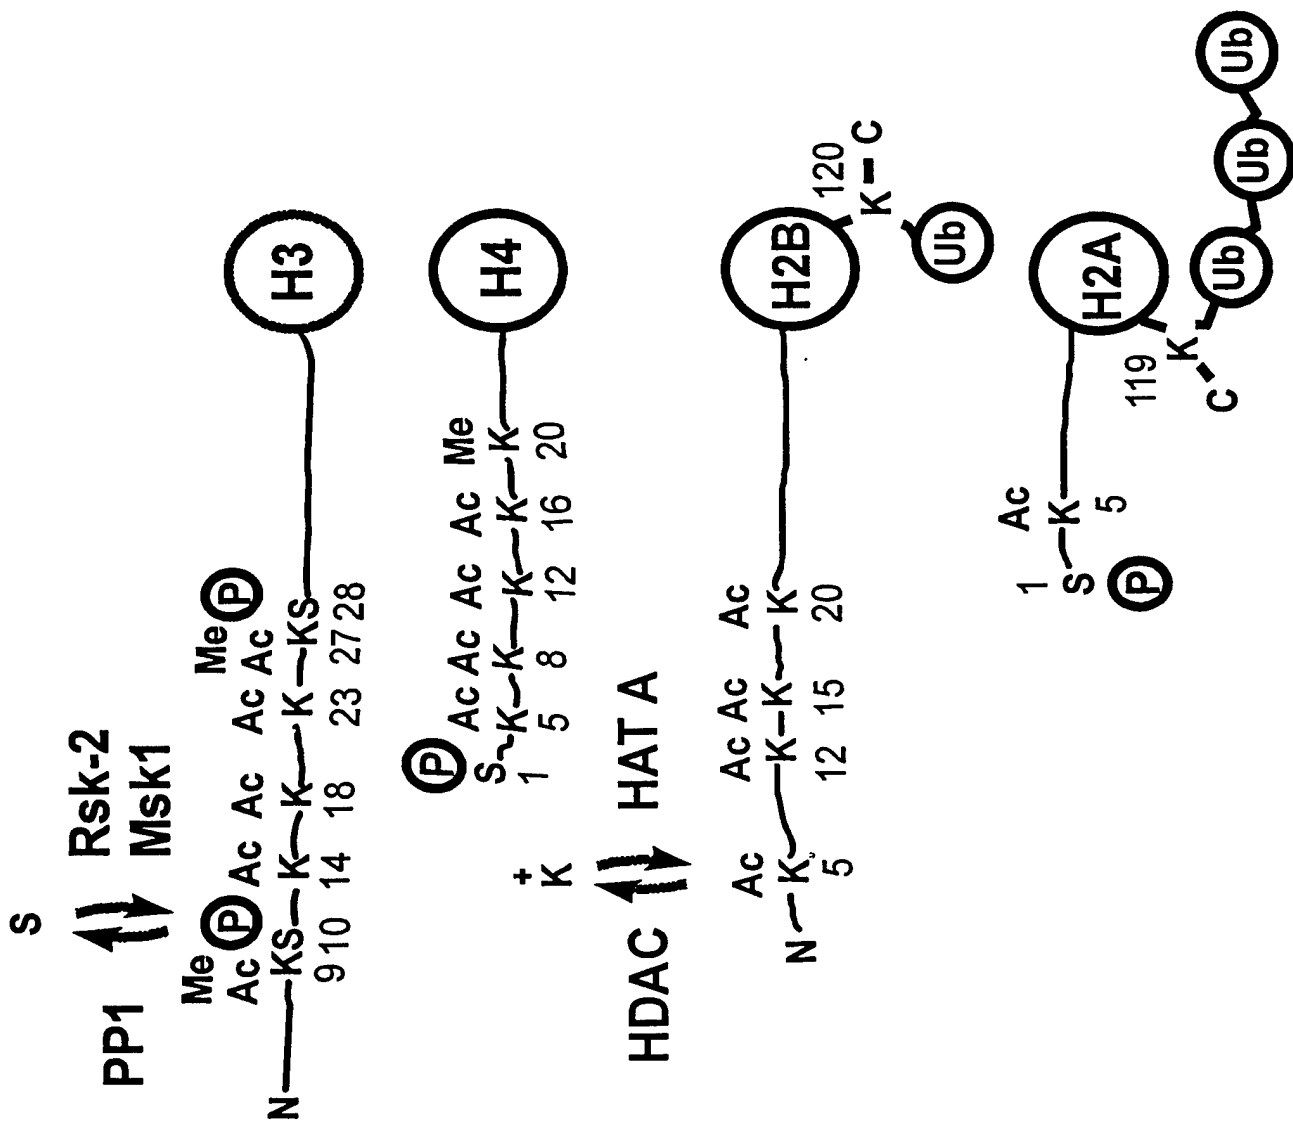 S
PP1 Rsk-2
Msk1
Me P Me P
Ac Ac Ac Ac Ac
N KS K K K KS H3
9 10 14 18 23 27 28
P Ac Ac Ac Ac Me
S K K K K K H4
1 5 8 12 16 20
+
K
HDAC HAT A
Ac Ac Ac Ac
N K K K K H2B
5 12 15 20
120
K C
Ub
Ac
1 S K H2A
P 5
119 K
C
Ub Ub Ub